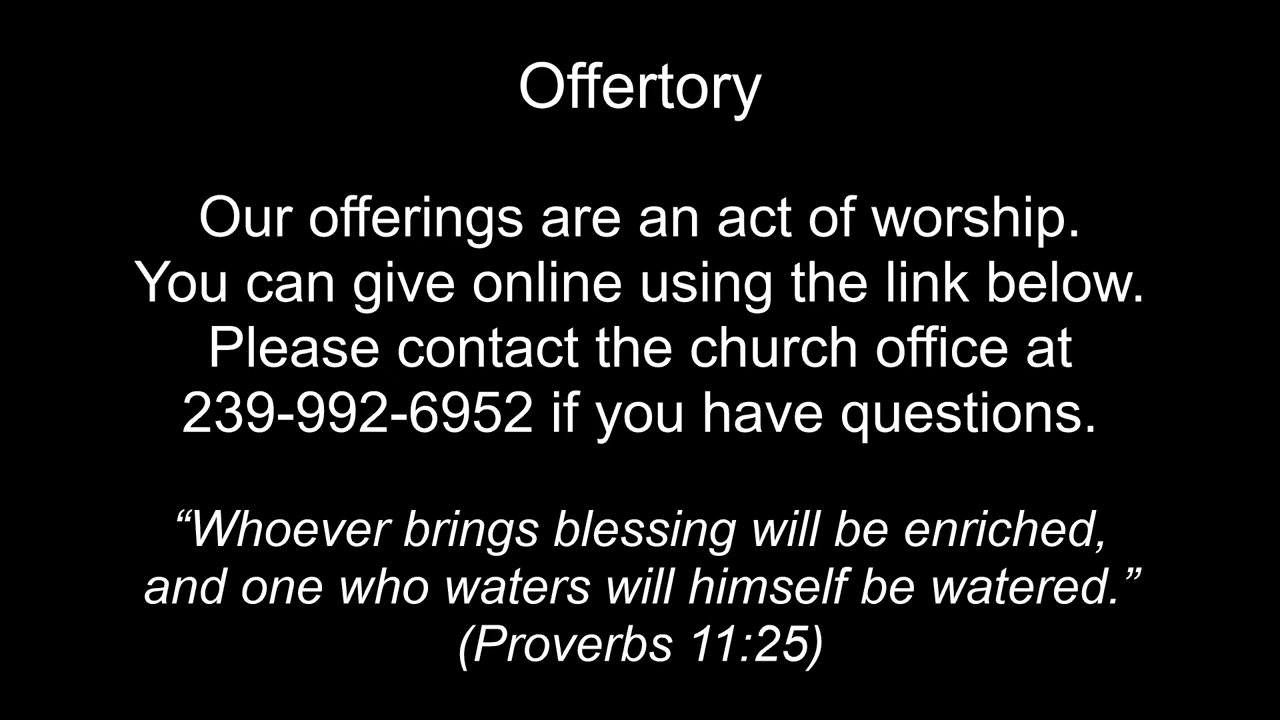 Offertory
Our offerings are an act of worship.
You can give online using the link below.
Please contact the church office at
239-992-6952 if you have questions.
“Whoever brings blessing will be enriched,
and one who waters will himself be watered.”
(Proverbs 11:25)